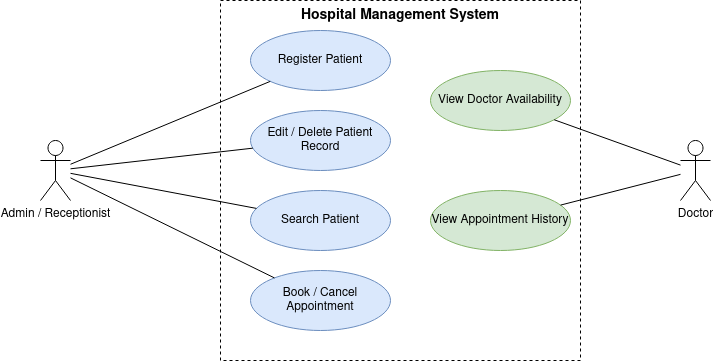 Hospital Management System
Register Patient
View Doctor Availability
Edit / Delete Patient
Record
Admin / Receptionist
Doctor
Search Patient
View Appointment History
Book / Cancel
Appointment